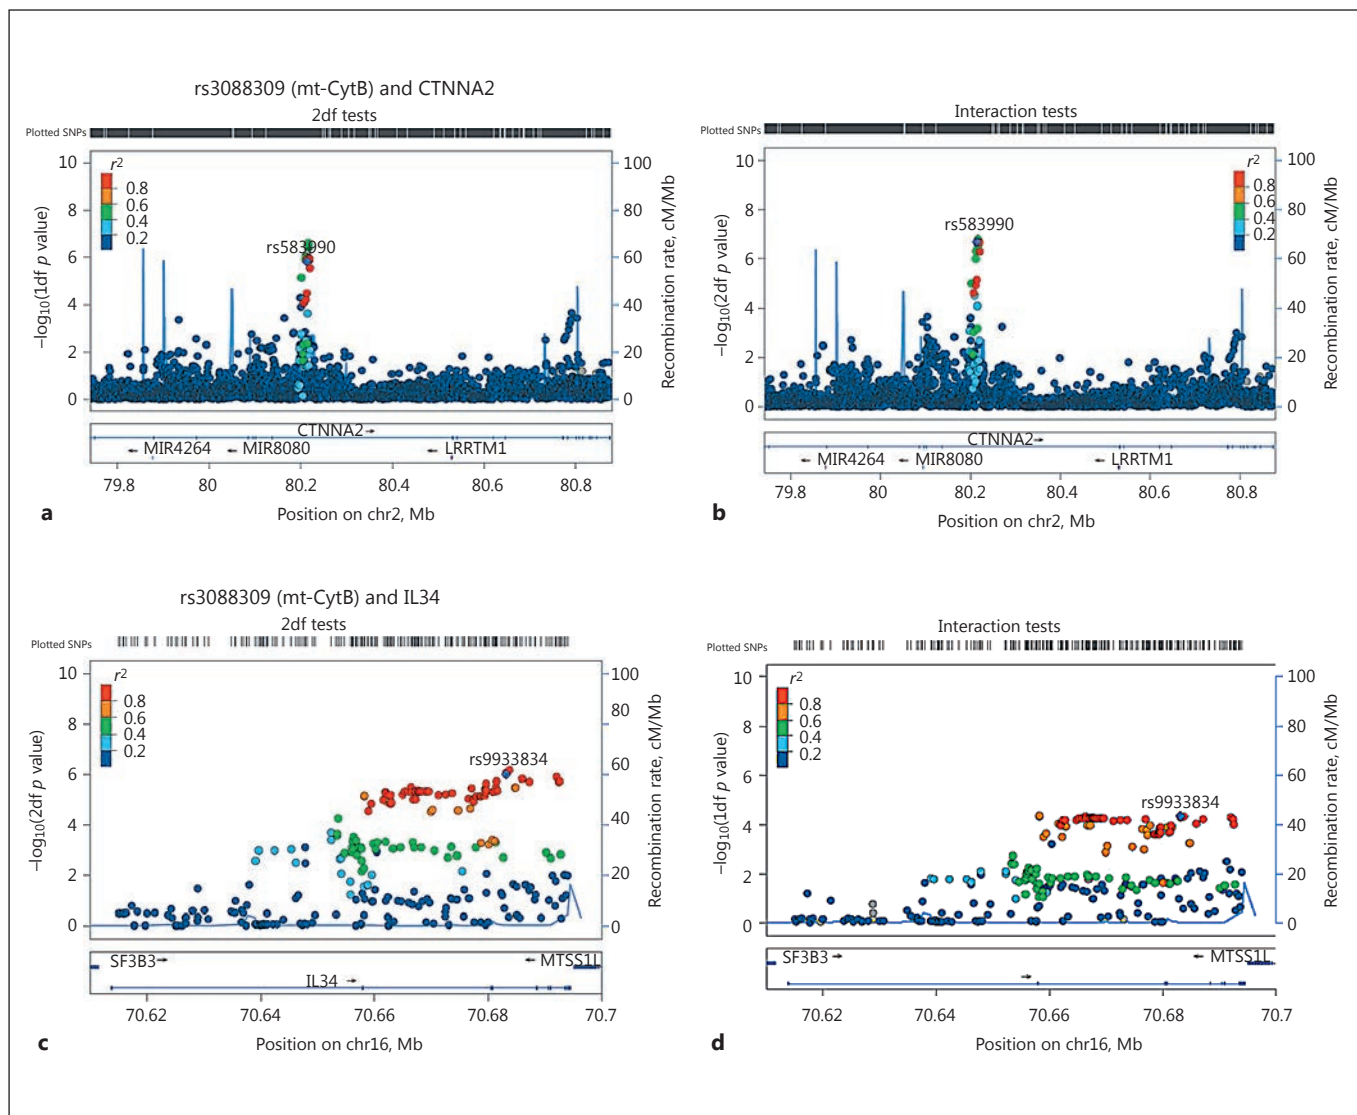 rs3088309 (mt-CytB) and CTNNA2
2df tests
Plotted SNPs
10
8
6
4
2
0
r2
0.8
0.6
0.4
0.2
rs583990
100
80
60
40
20
0
–log10(1df p value)
Recombination rate, cM/Mb
CTNNA2→
←MIR4264
←MIR8080
←LRRTM1
79.8 80 80.2 80.4 80.6 80.8
Position on chr2, Mb
a
Interaction tests
Plotted SNPs
10
8
6
4
2
0
r2
0.8
0.6
0.4
0.2
rs583990
100
80
60
40
20
0
–log10(2df p value)
Recombination rate, cM/Mb
CTNNA2→
←MIR4264
←MIR8080
←LRRTM1
79.8 80 80.2 80.4 80.6 80.8
Position on chr2, Mb
b
rs3088309 (mt-CytB) and IL34
2df tests
Plotted SNPs
10
8
6
4
2
0
r2
0.8
0.6
0.4
0.2
rs9933834
100
80
60
40
20
0
–log10(2df p value)
Recombination rate, cM/Mb
SF3B3→
←MTSS1L
IL34→
70.62 70.64 70.66 70.68 70.7
Position on chr16, Mb
c
Interaction tests
Plotted SNPs
10
8
6
4
2
0
r2
0.8
0.6
0.4
0.2
rs9933834
100
80
60
40
20
0
–log10(1df p value)
Recombination rate, cM/Mb
SF3B3→
←MTSS1L
→
70.62 70.64 70.66 70.68 70.7
Position on chr16, Mb
d